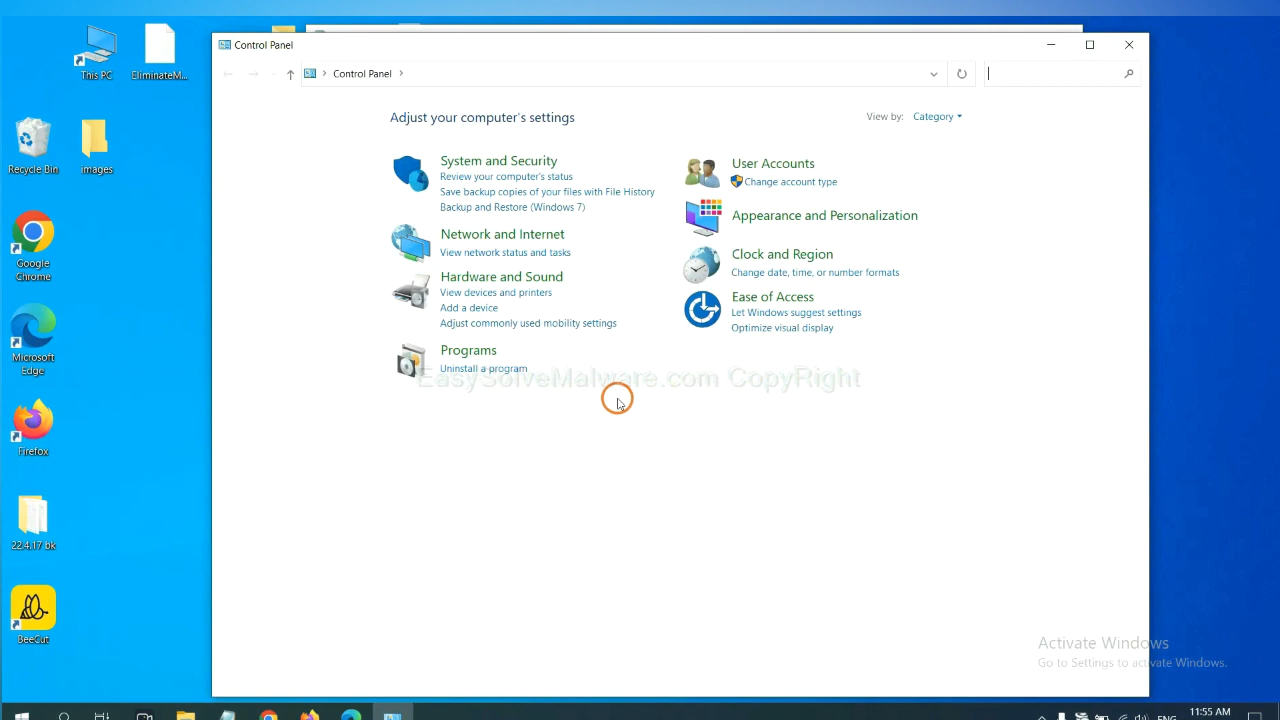 Control Panel
Control Panel
This PC
EliminateM...
Adjust your computer's settings
View by: Category
Recycle Bin
images
System and Security
Review your computer's status
Save backup copies of your files with File History
Backup and Restore (Windows 7)
User Accounts
Change account type
Appearance and Personalization
Network and Internet
View network status and tasks
Google
Chrome
Clock and Region
Change date, time, or number formats
Hardware and Sound
View devices and printers
Add a device
Adjust commonly used mobility settings
Ease of Access
Let Windows suggest settings
Optimize visual display
Microsoft
Edge
Programs
Uninstall a program
EasySolveMalware.com CopyRight
Firefox
22.4.17 bk
BeeCut
Activate Windows
Go to Settings to activate Windows.
11:55 AM
ENG